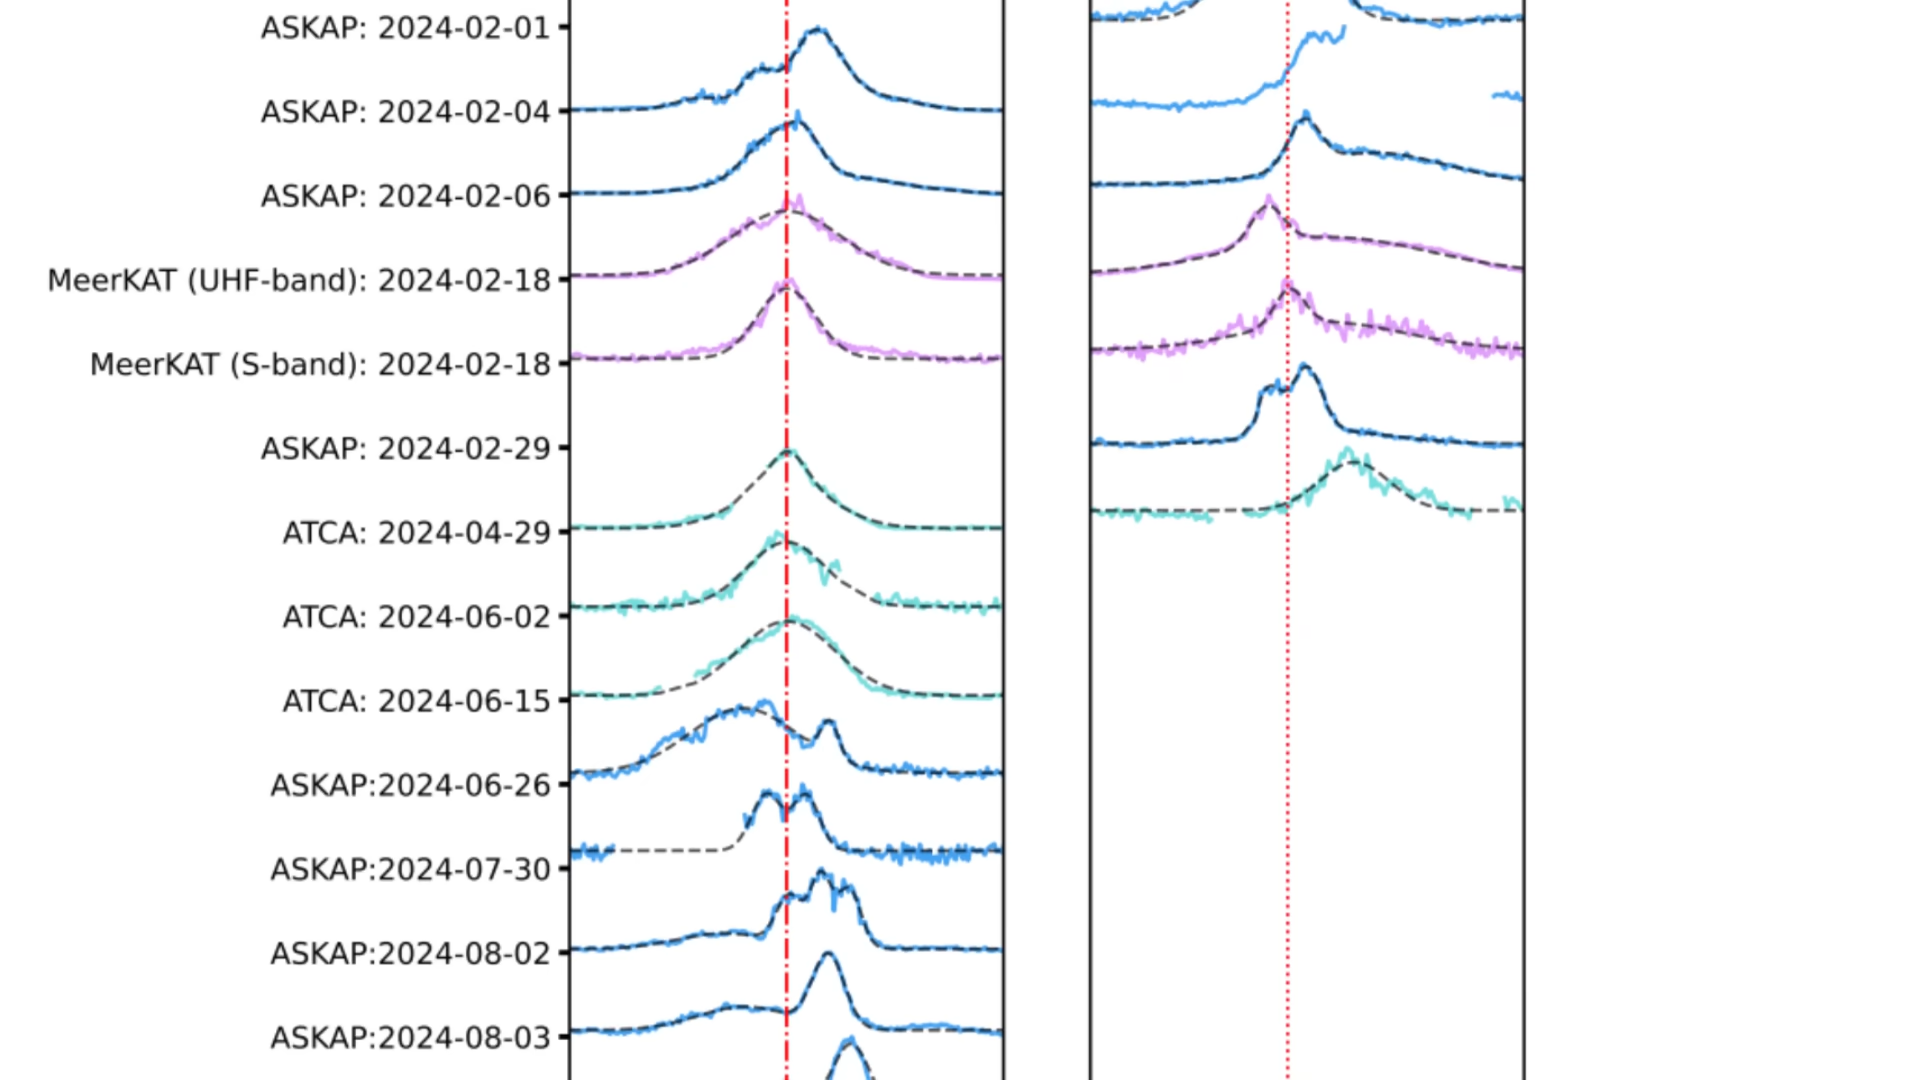 ASKAP: 2024-02-01
ASKAP: 2024-02-04
ASKAP: 2024-02-06
MeerKAT (UHF-band): 2024-02-18
MeerKAT (S-band): 2024-02-18
ASKAP: 2024-02-29
ATCA: 2024-04-29
ATCA: 2024-06-02
ATCA: 2024-06-15
ASKAP:2024-06-26
ASKAP:2024-07-30
ASKAP:2024-08-02
ASKAP:2024-08-03